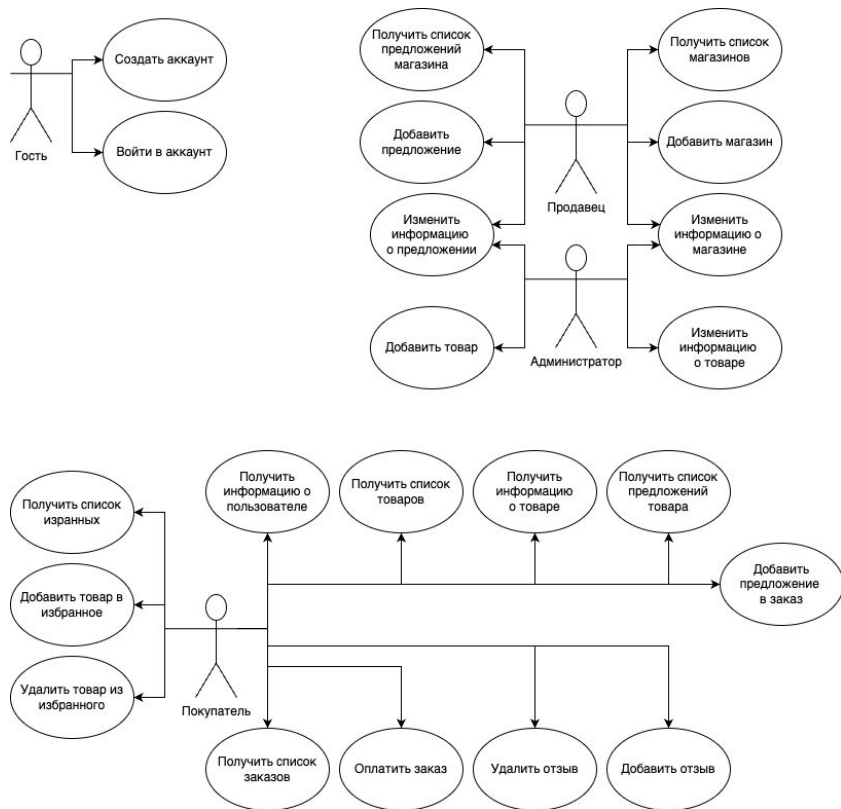 Создать аккаунт
Войти в аккаунт
Гость
Получить список
предложений
магазина
Получить список
магазинов
Добавить
предложение
Добавить магазин
Продавец
Изменить
информацию
о предложении
Изменить
информацию о
магазине
Добавить товар
Администратор
Изменить
информацию
о товаре
Получить список
изранных
Добавить товар в
избранное
Удалить товар из
избранного
Покупатель
Получить
информацию о
пользователе
Получить список
товаров
Получить
информацию
о товаре
Получить список
предложений
товара
Добавить
предложение
в заказ
Получить список
заказов
Оплатить заказ
Удалить отзыв
Добавить отзыв